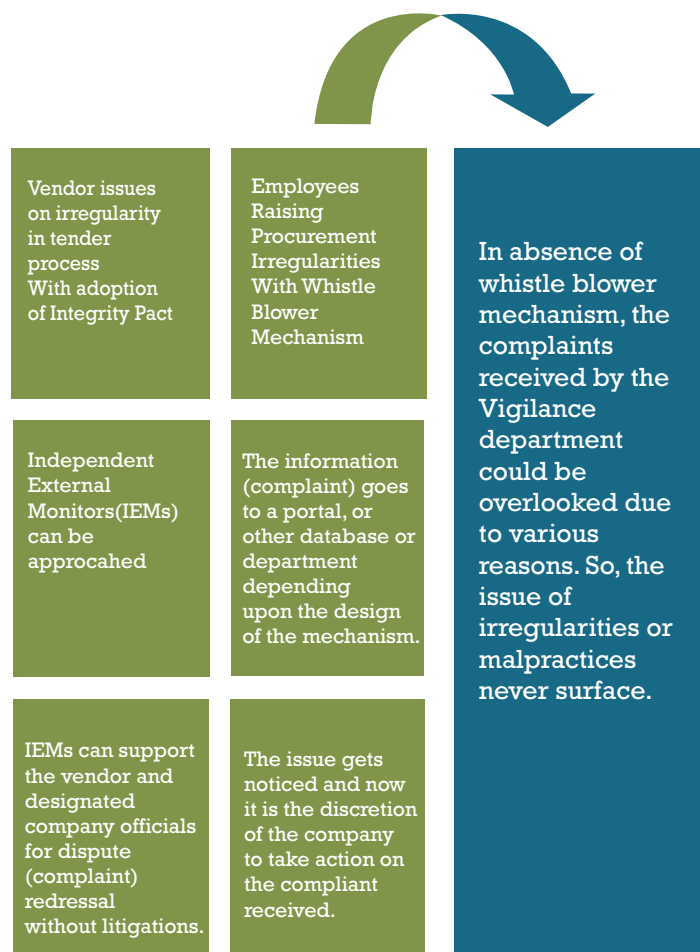 Vendor issues
on irregularity
in tender
process
With adoption
of Integrity Pact
Employees
Raising
Procurement
Irregularities
With Whistle
Blower
Mechanism
Independent
External
Monitors(IEMs)
can be
approcahed
The information
(complaint) goes
to a portal, or
other database or
department
depending
upon the design
of the mechanism.
IEMs can support
the vendor and
designated
company officials
for dispute
(complaint)
redressal
without litigations.
The issue gets
noticed and now
it is the discretion
of the company
to take action on
the compliant
received.
In absence of
whistle blower
mechanism, the
complaints
received by the
Vigilance
department
could be
overlooked due
to various
reasons. So, the
issue of
irregularities or
malpractices
never surface.